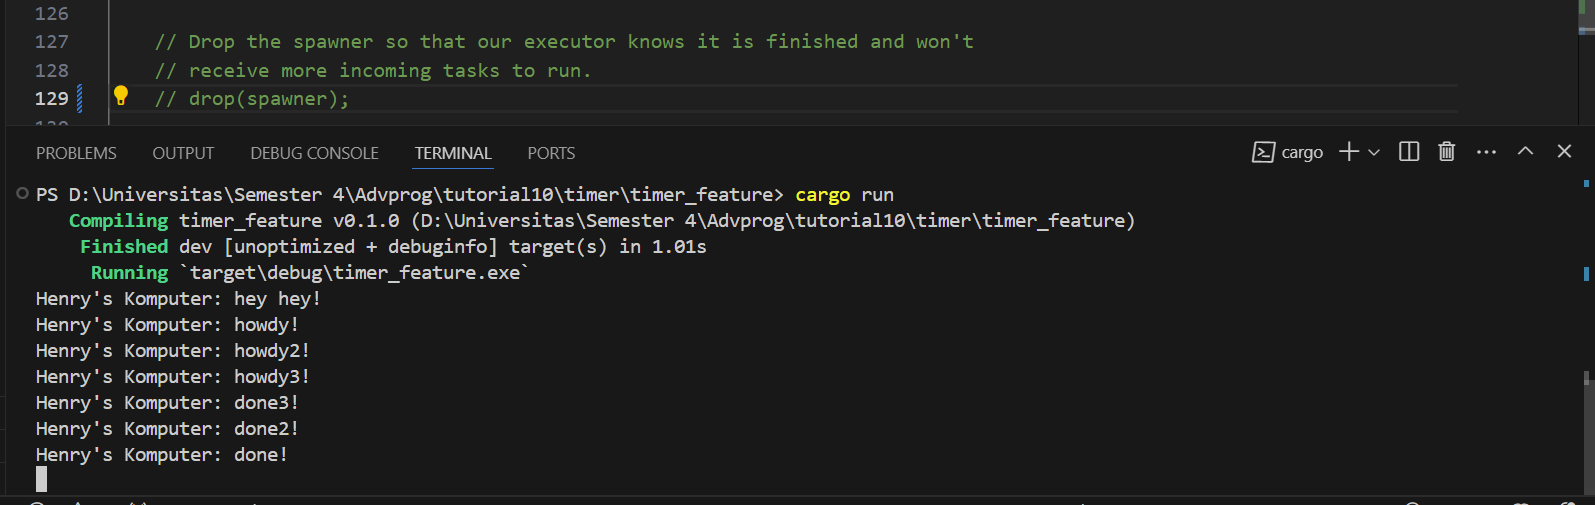 126
127 // Drop the spawner so that our executor knows it is finished and won't
128 // receive more incoming tasks to run.
129 // drop(spawner);
PROBLEMS OUTPUT DEBUG CONSOLE TERMINAL PORTS cargo
PS D:\Universitas\Semester 4\Advprog\tutorial10\timer\timer_feature> cargo run
Compiling timer_feature v0.1.0 (D:\Universitas\Semester 4\Advprog\tutorial10\timer\timer_feature)
Finished dev [unoptimized + debuginfo] target(s) in 1.01s
Running `target\debug\timer_feature.exe`
Henry's Komputer: hey hey!
Henry's Komputer: howdy!
Henry's Komputer: howdy2!
Henry's Komputer: howdy3!
Henry's Komputer: done3!
Henry's Komputer: done2!
Henry's Komputer: done!